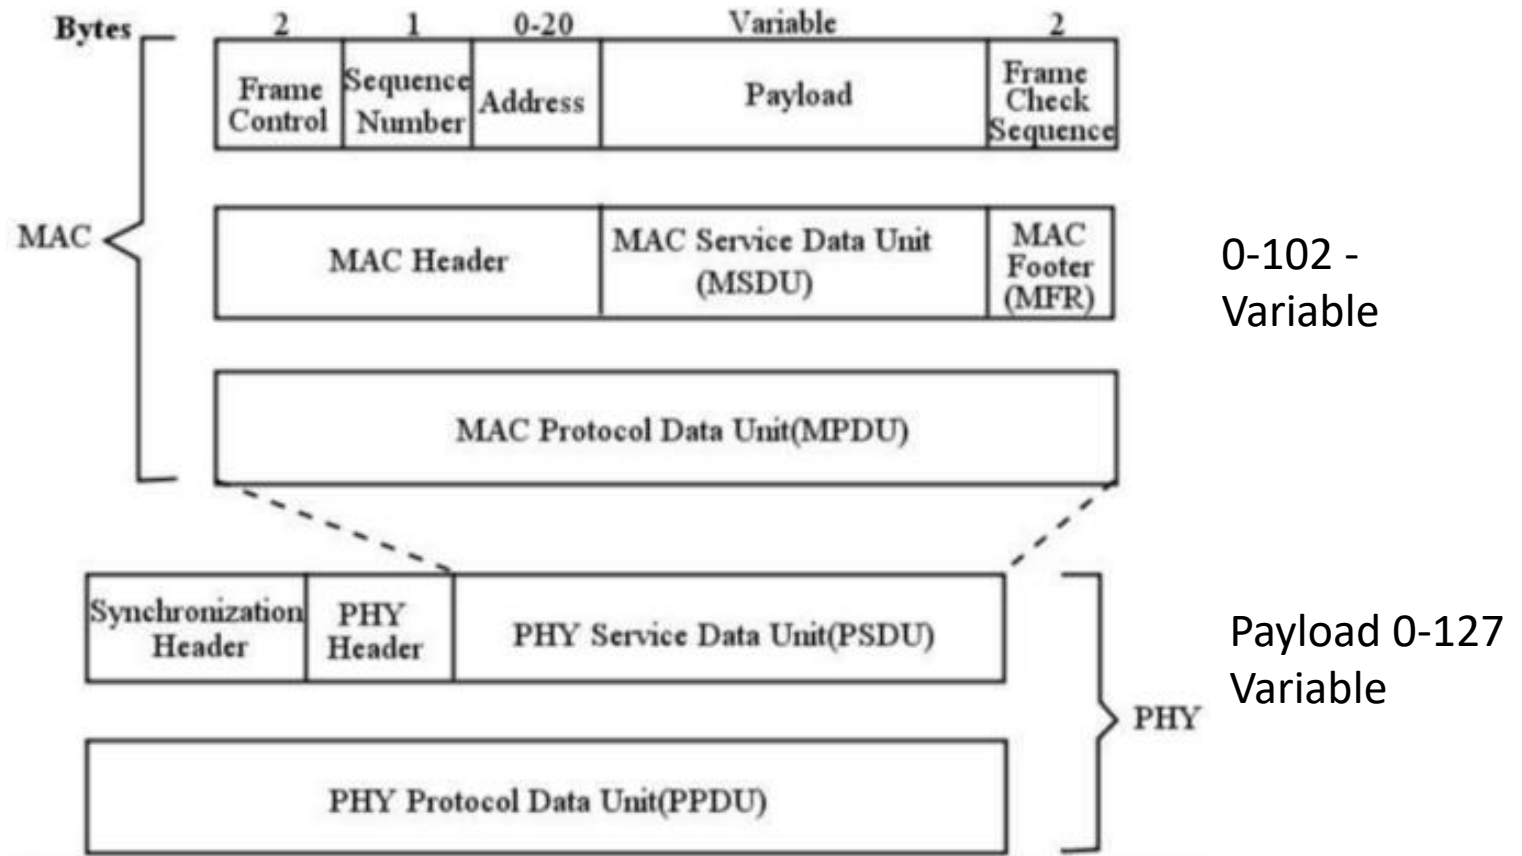 Bytes 2 1 0-20 Variable 2
Frame
Control
Sequence
Number
Address
Payload
Frame
Check
Sequence
MAC
MAC Header
MAC Service Data Unit
(MSDU)
MAC
Footer
(MFR)
0-102 -
Variable
MAC Protocol Data Unit(MPDU)
Synchronization
Header
PHY
Header
PHY Service Data Unit(PSDU)
Payload 0-127
Variable
PHY
PHY Protocol Data Unit(PPDU)